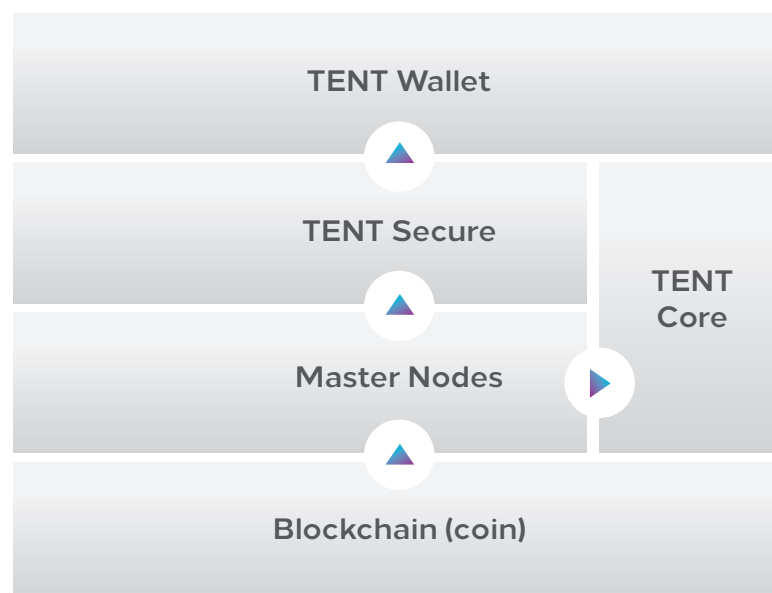 TENT Wallet
TENT Secure
TENT
Core
Master Nodes
Blockchain (coin)